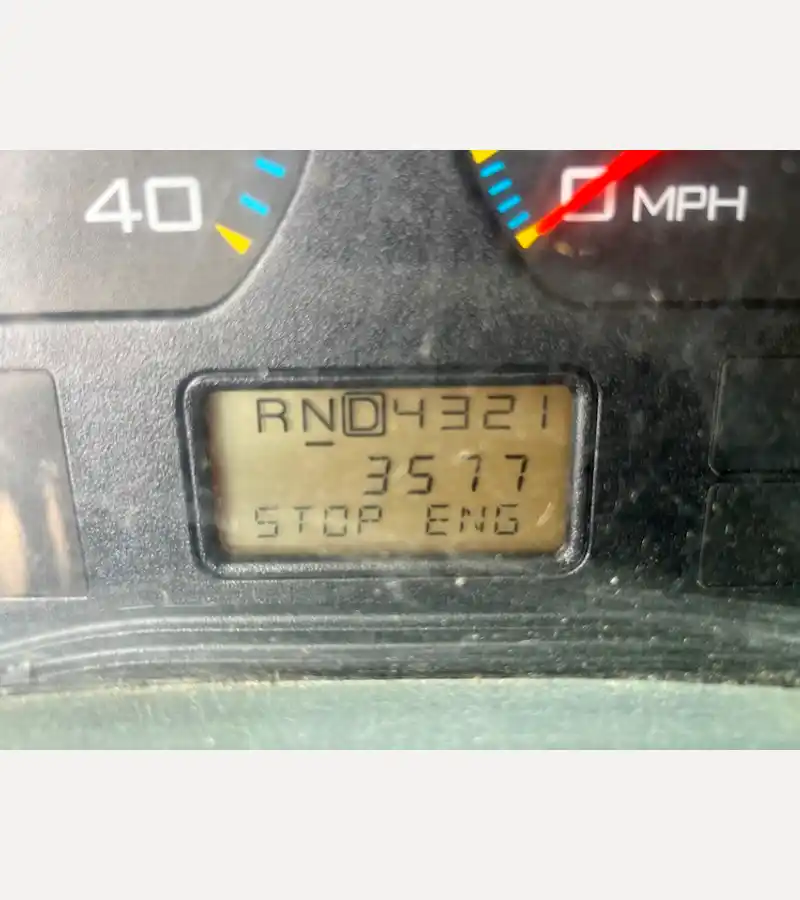 40
0 MPH
RND4321
3577
STOP ENG